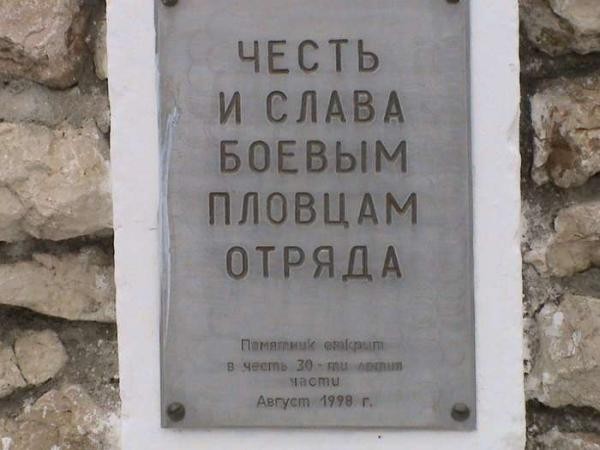 ЧЕСТЬ
И СЛАВА
БОЕВЫМ
ПЛОВЦАМ
ОТРЯДА
Памятник открыт
в честь 30-ти летия
части
Август 1998 г.